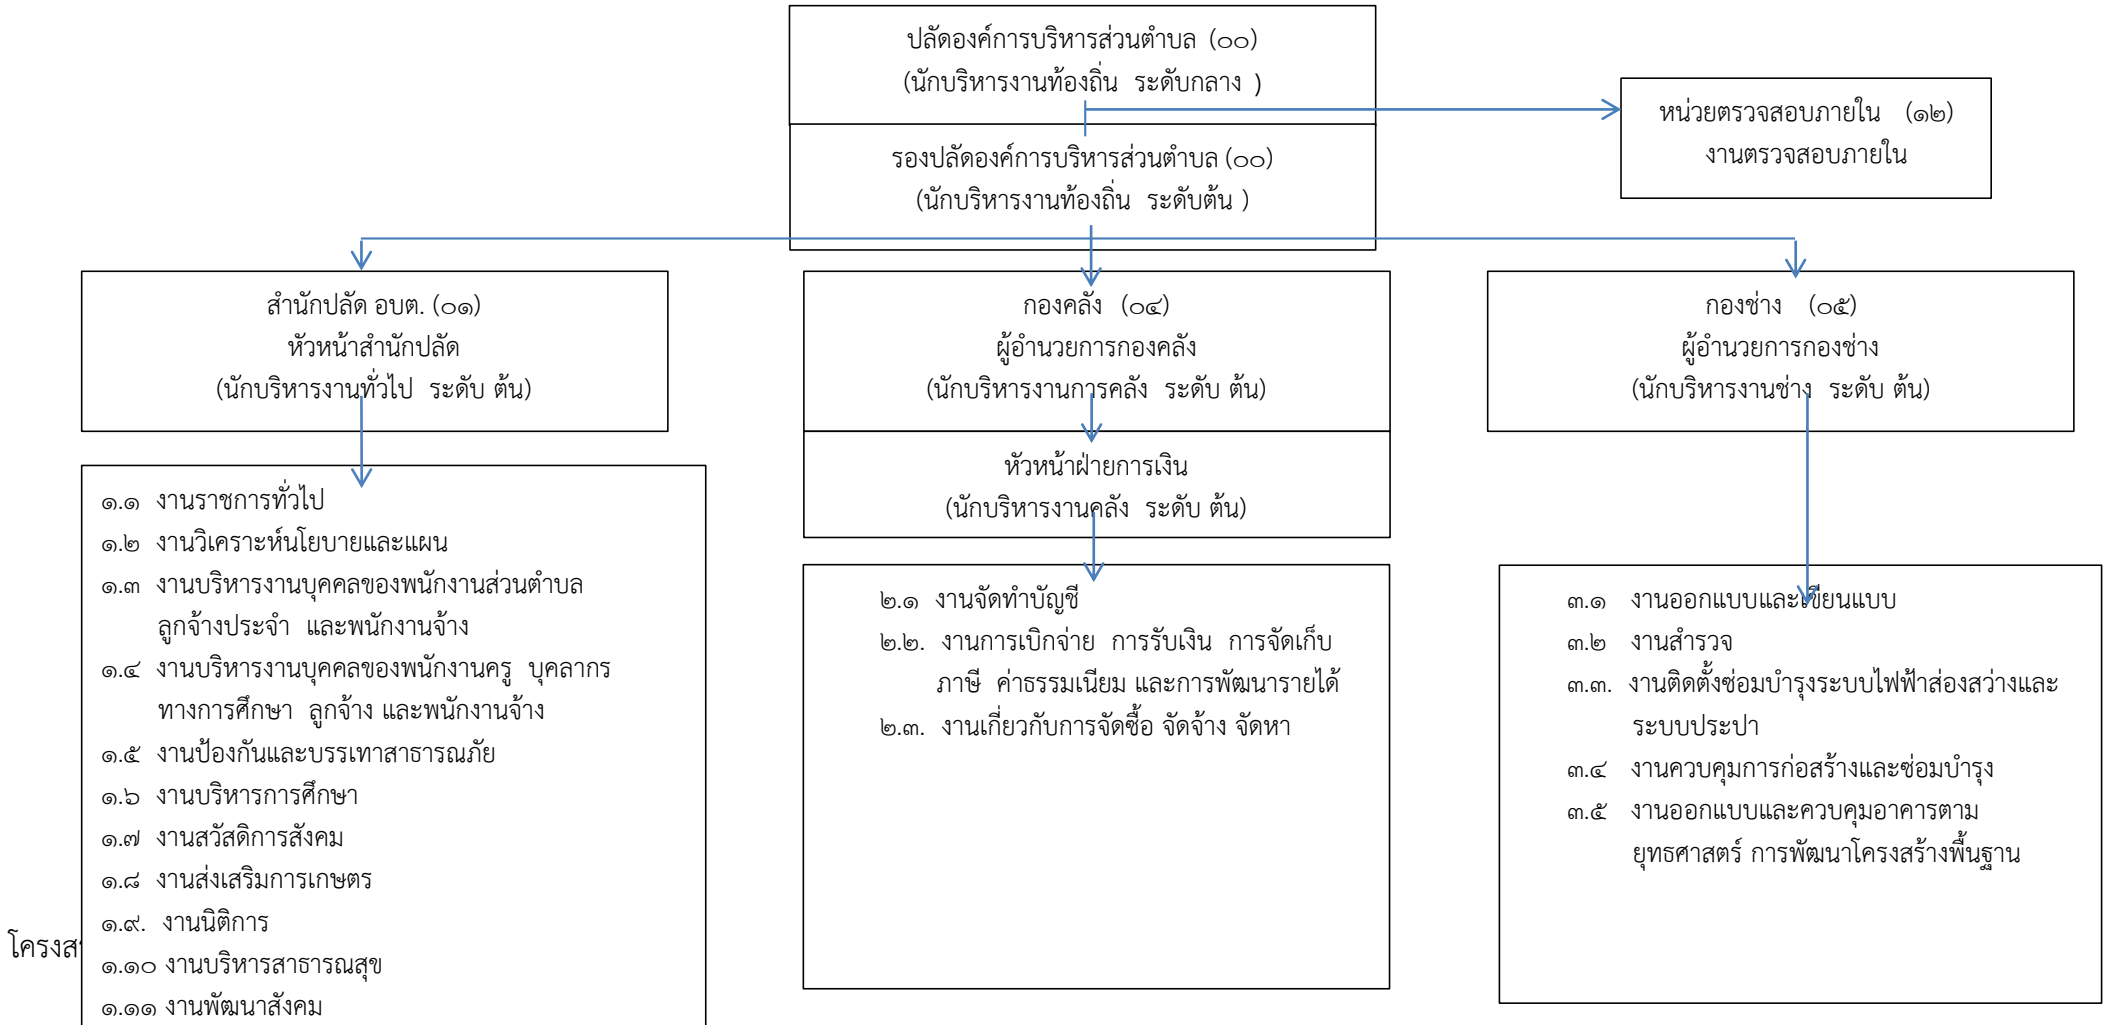 ปลัดองค์การบริหารส่วนตำบล (๐๐)
(นักบริหารงานท้องถิ่น ระดับกลาง )
หน่วยตรวจสอบภายใน (๑๒)
งานตรวจสอบภายใน
รองปลัดองค์การบริหารส่วนตำบล (๐๐)
(นักบริหารงานท้องถิ่น ระดับต้น )
สำนักปลัด อบต. (๐๑)
หัวหน้าสำนักปลัด
(นักบริหารงานทั่วไป ระดับ ต้น)
กองคลัง (๐๔)
ผู้อำนวยการกองคลัง
(นักบริหารงานการคลัง ระดับ ต้น)
กองช่าง (๐๕)
ผู้อำนวยการกองช่าง
(นักบริหารงานช่าง ระดับ ต้น)
หัวหน้าฝ่ายการเงิน
(นักบริหารงานคลัง ระดับ ต้น)
๑.๑ งานราชการทั่วไป
๑.๒ งานวิเคราะห์นโยบายและแผน
๑.๓ งานบริหารงานบุคคลของพนักงานส่วนตำบล
ลูกจ้างประจำ และพนักงานจ้าง
๑.๔ งานบริหารงานบุคคลของพนักงานครู บุคลากร
ทางการศึกษา ลูกจ้าง และพนักงานจ้าง
๑.๕ งานป้องกันและบรรเทาสาธารณภัย
๑.๖ งานบริหารการศึกษา
๑.๗ งานสวัสดิการสังคม
๑.๘ งานส่งเสริมการเกษตร
๑.๙. งานนิติการ
๑.๑๐ งานบริหารสาธารณสุข
๑.๑๑ งานพัฒนาสังคม
๒.๑ งานจัดทำบัญชี
๒.๒. งานการเบิกจ่าย การรับเงิน การจัดเก็บ
ภาษี ค่าธรรมเนียม และการพัฒนารายได้
๒.๓. งานเกี่ยวกับการจัดซื้อ จัดจ้าง จัดหา
๓.๑ งานออกแบบและเขียนแบบ
๓.๒ งานสำรวจ
๓.๓. งานติดตั้งซ่อมบำรุงระบบไฟฟ้าส่องสว่างและ
ระบบประปา
๓.๔ งานควบคุมการก่อสร้างและซ่อมบำรุง
๓.๕ งานออกแบบและควบคุมอาคารตาม
ยุทธศาสตร์ การพัฒนาโครงสร้างพื้นฐาน